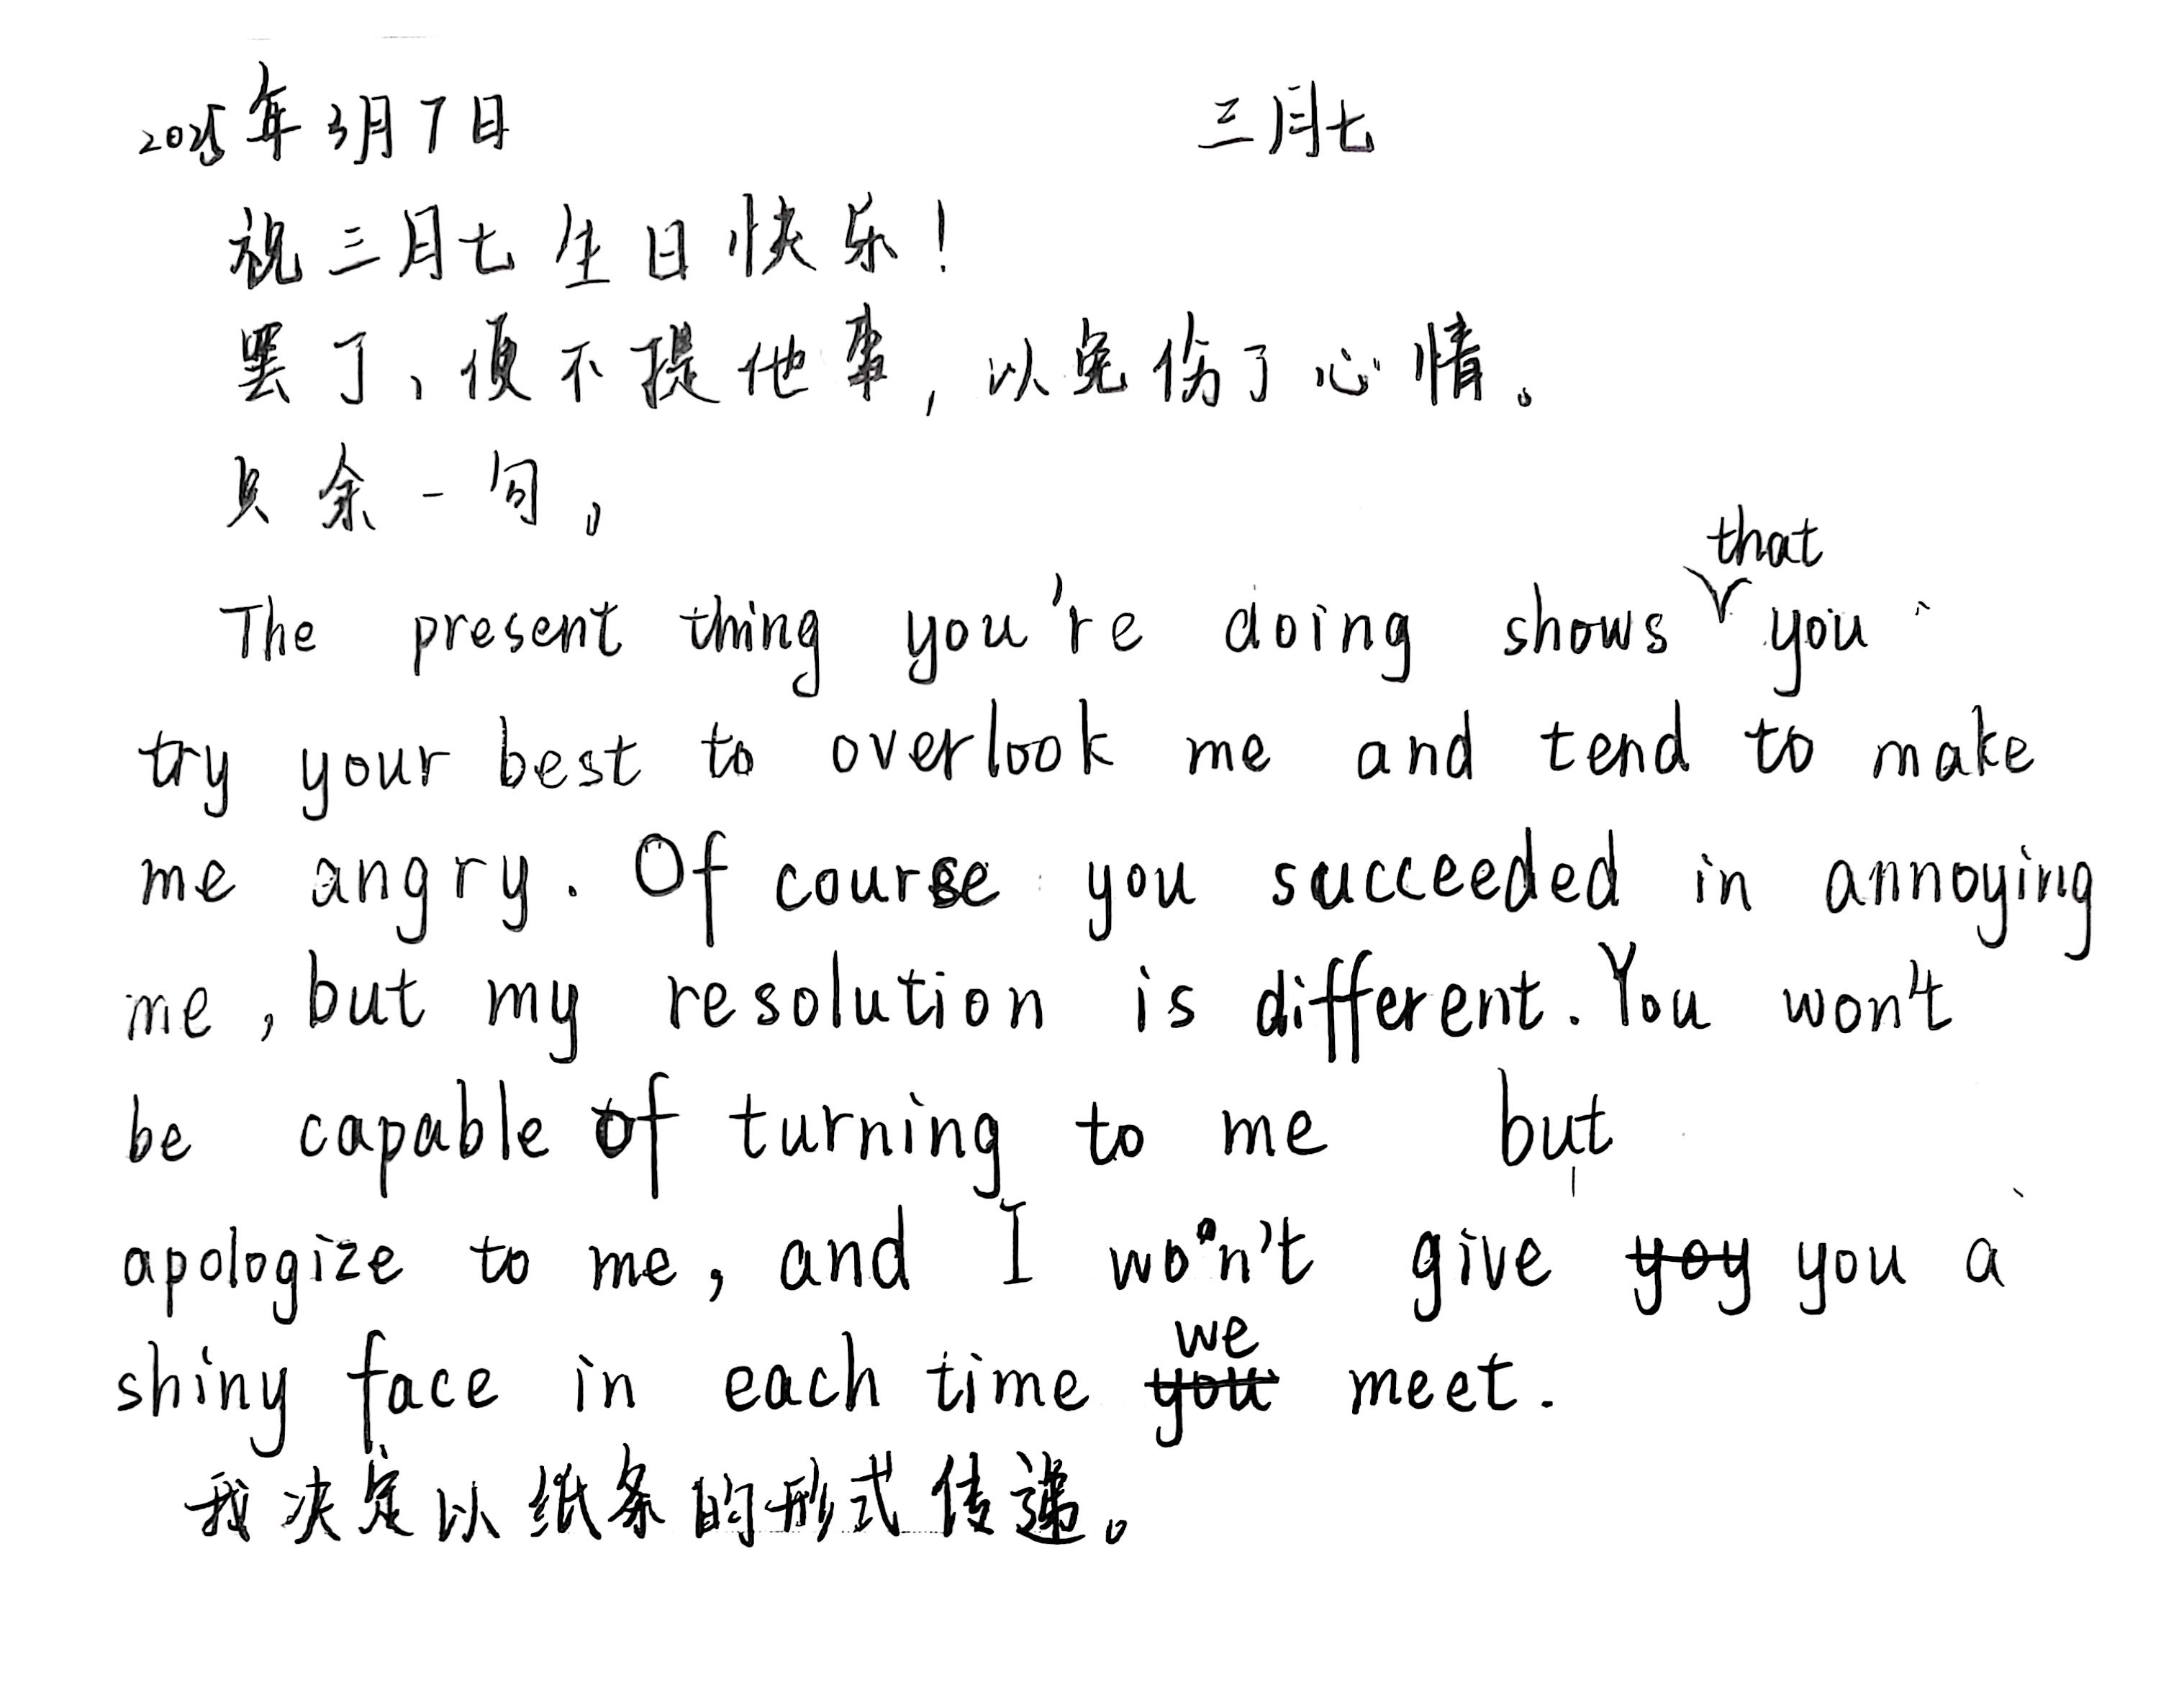 2025年3月7日 三月七
祝三月七生日快乐！
罢了，便不提他事，以免伤了心情。
只余一句。
The present thing you're doing shows that you
try your best to overlook me and tend to make
me angry. Of course you succeeded in annoying
me, but my resolution is different. You won't
be capable of turning to me but
apologize to me, and I won't give yoy you a
shiny face in each time you we meet.
我决定以纸条的形式传递。